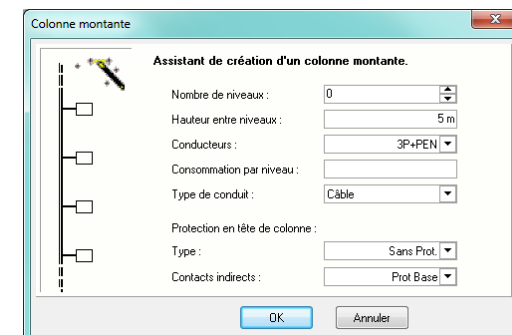 Colonne montante
x
Assistant de création d'un colonne montante.
Nombre de niveaux : 0
Hauteur entre niveaux : 5 m
Conducteurs : 3P+PEN
Consommation par niveau :
Type de conduit : Câble
Protection en tête de colonne :
Type : Sans Prot.
Contacts indirects : Prot Base
OK Annuler